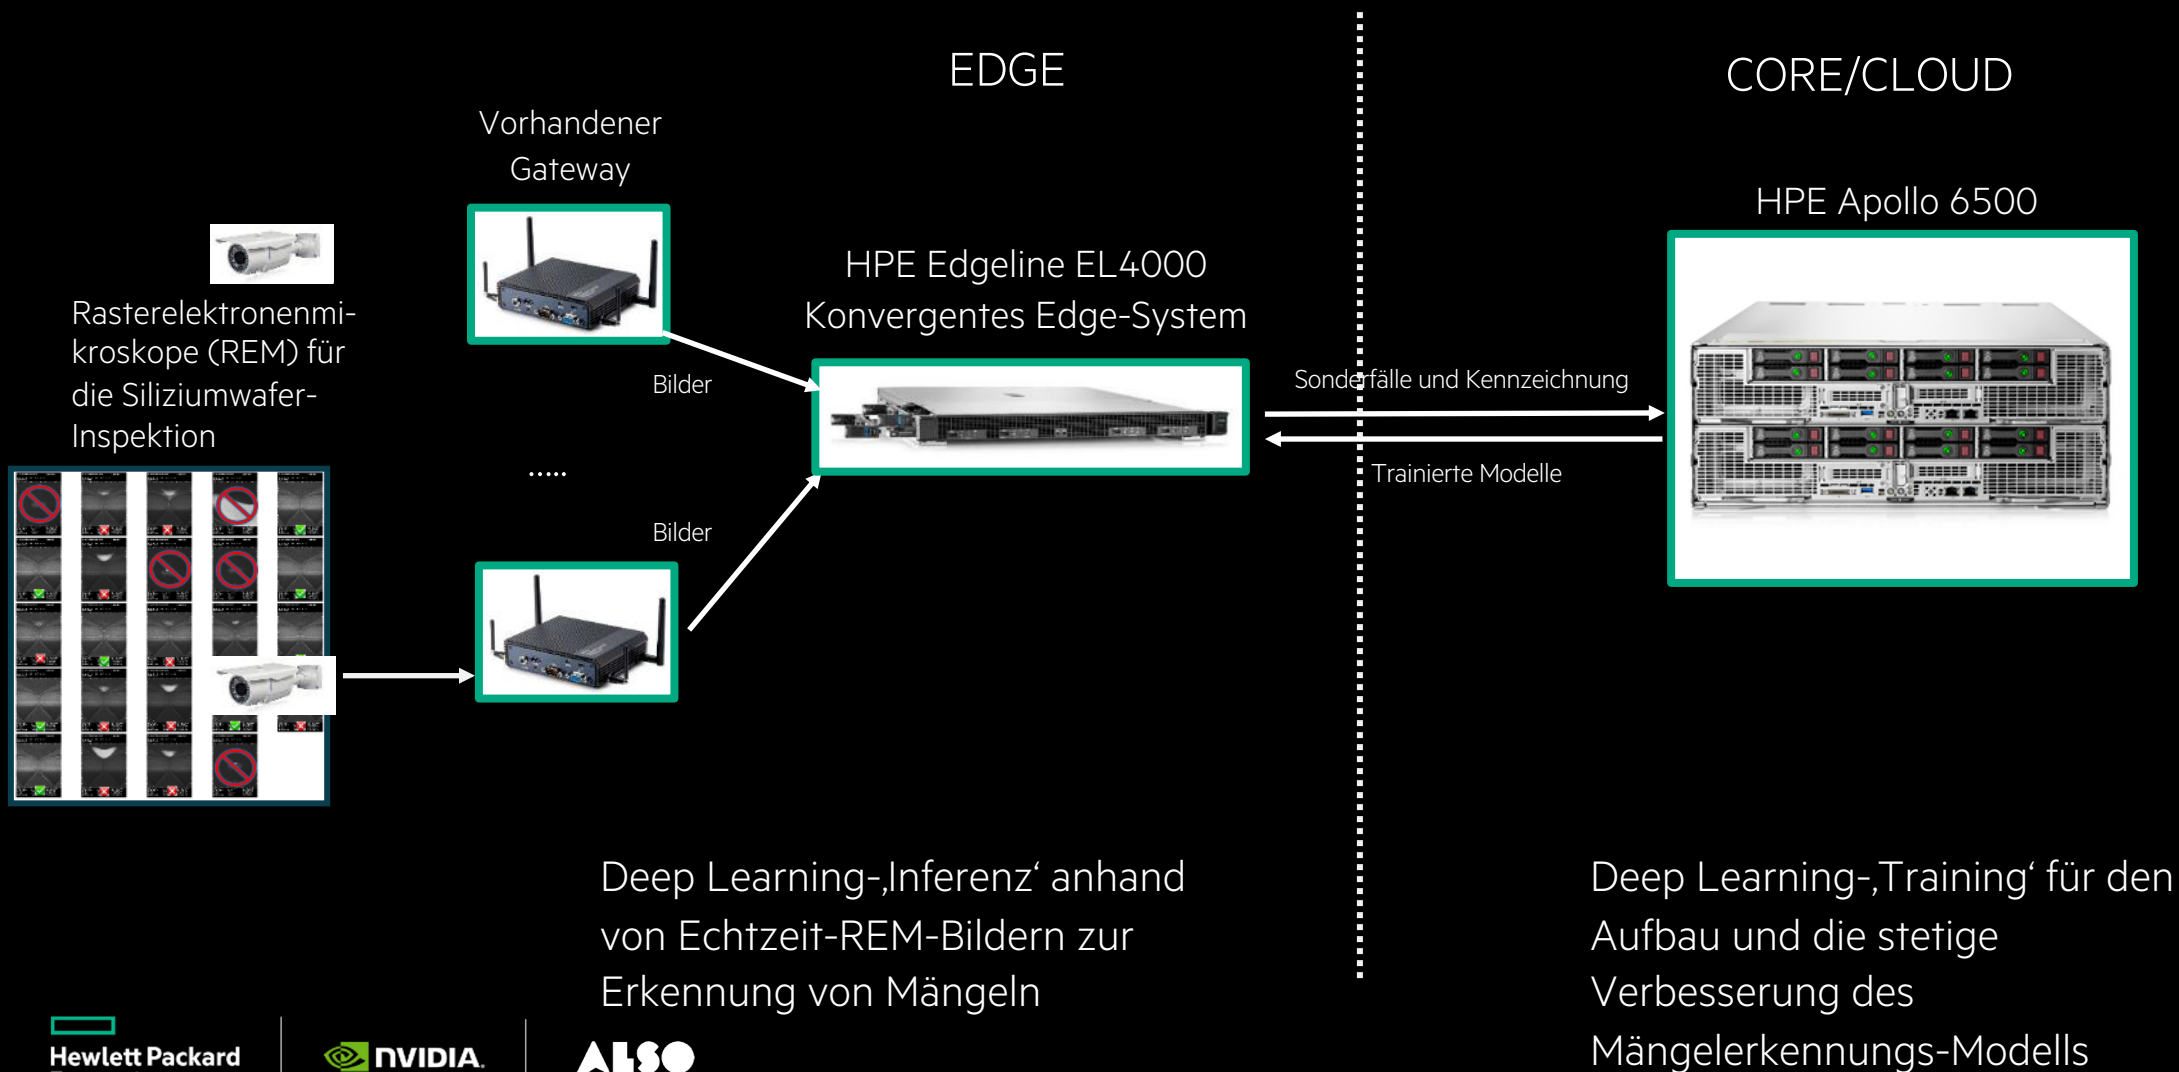 EDGE
CORE/CLOUD
Vorhandener
Gateway
HPE Apollo 6500
HPE Edgeline EL4000
Konvergentes Edge-System
Rasterelektronenmi-
kroskope (REM) für
die Siliziumwafer-
Inspektion
Bilder
Sonderfälle und Kennzeichnung
.....
Trainierte Modelle
Bilder
Deep Learning-‚Inferenz‘ anhand
von Echtzeit-REM-Bildern zur
Erkennung von Mängeln
Deep Learning-‚Training‘ für den
Aufbau und die stetige
Verbesserung des
Mängelerkennungs-Modells
Hewlett Packard
NVIDIA.
ALSO